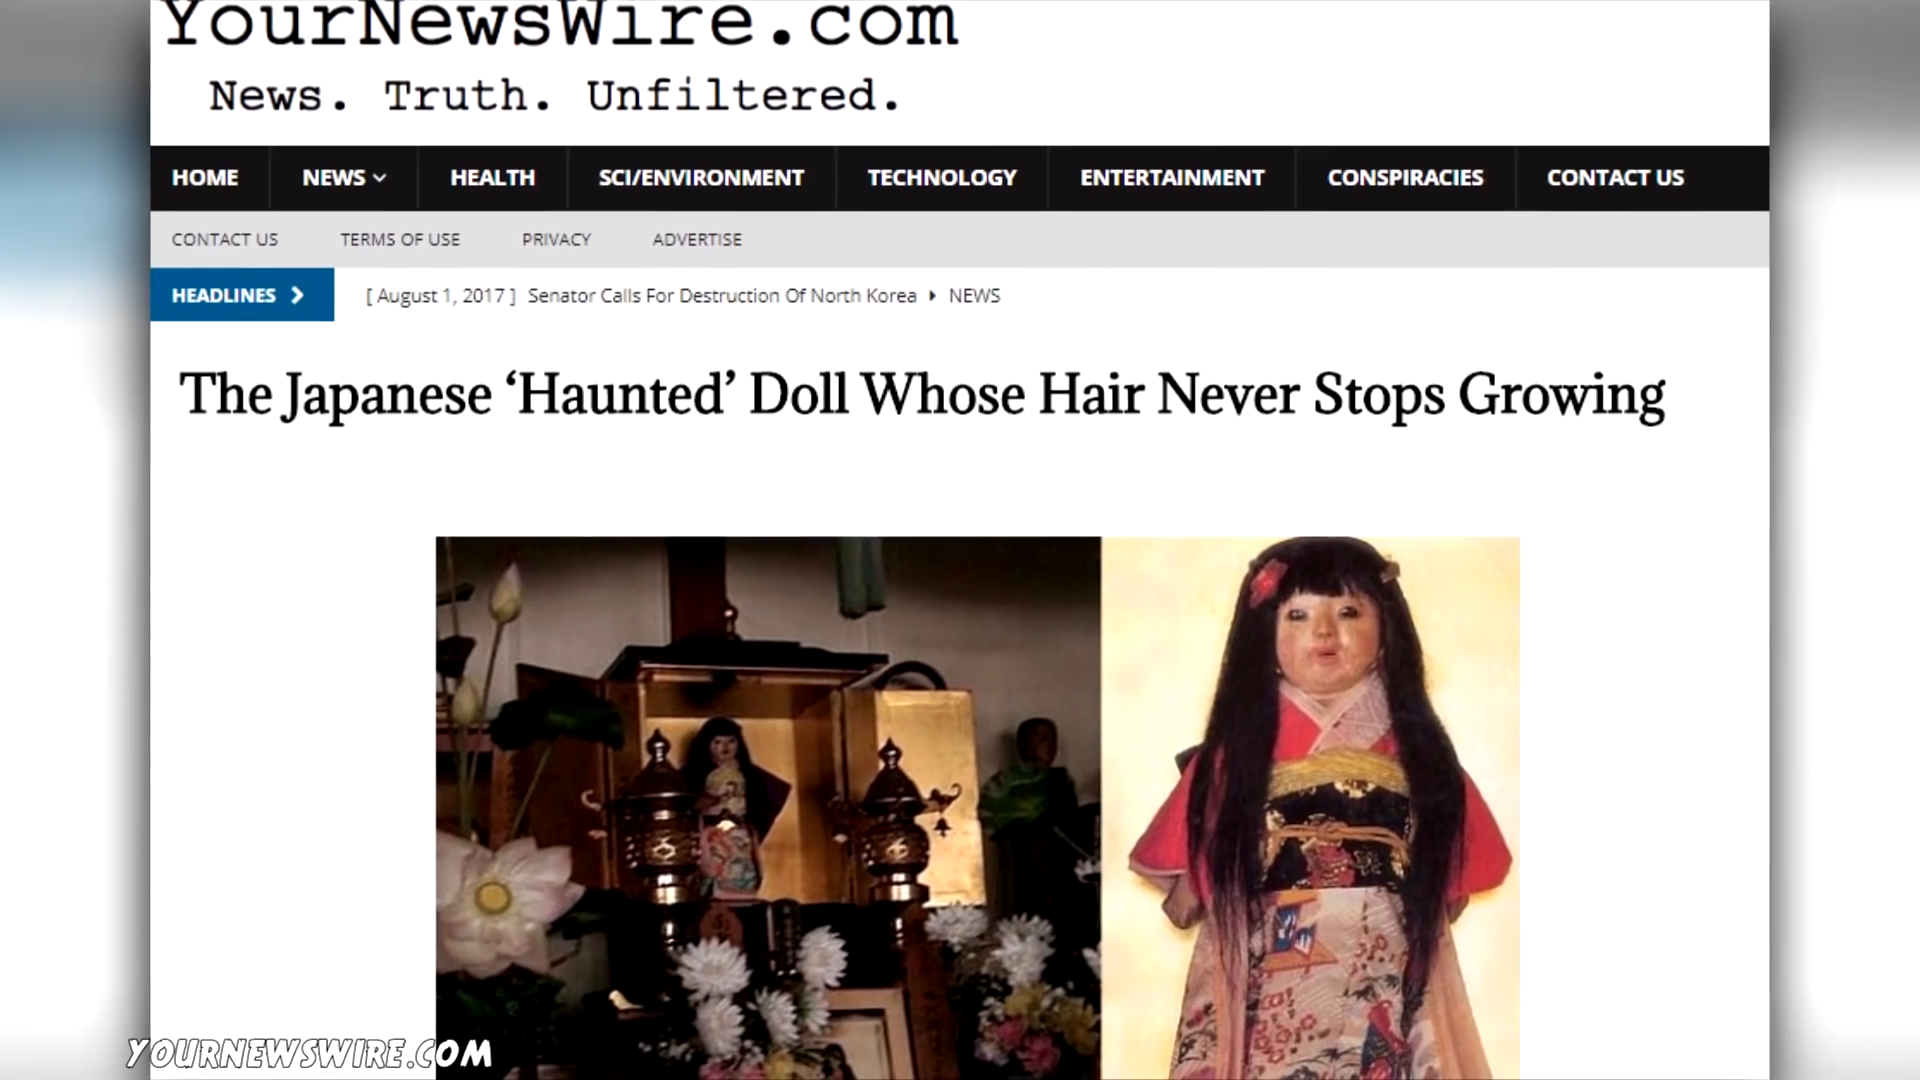 YourNewsWire.com
News. Truth. Unfiltered.
HOME NEWS HEALTH SCI/ENVIRONMENT TECHNOLOGY ENTERTAINMENT CONSPIRACIES CONTACT US
CONTACT US TERMS OF USE PRIVACY ADVERTISE
HEADLINES [ August 1, 2017 ] Senator Calls For Destruction Of North Korea NEWS
The Japanese ‘Haunted’ Doll Whose Hair Never Stops Growing
YOURNEWSWIRE.COM